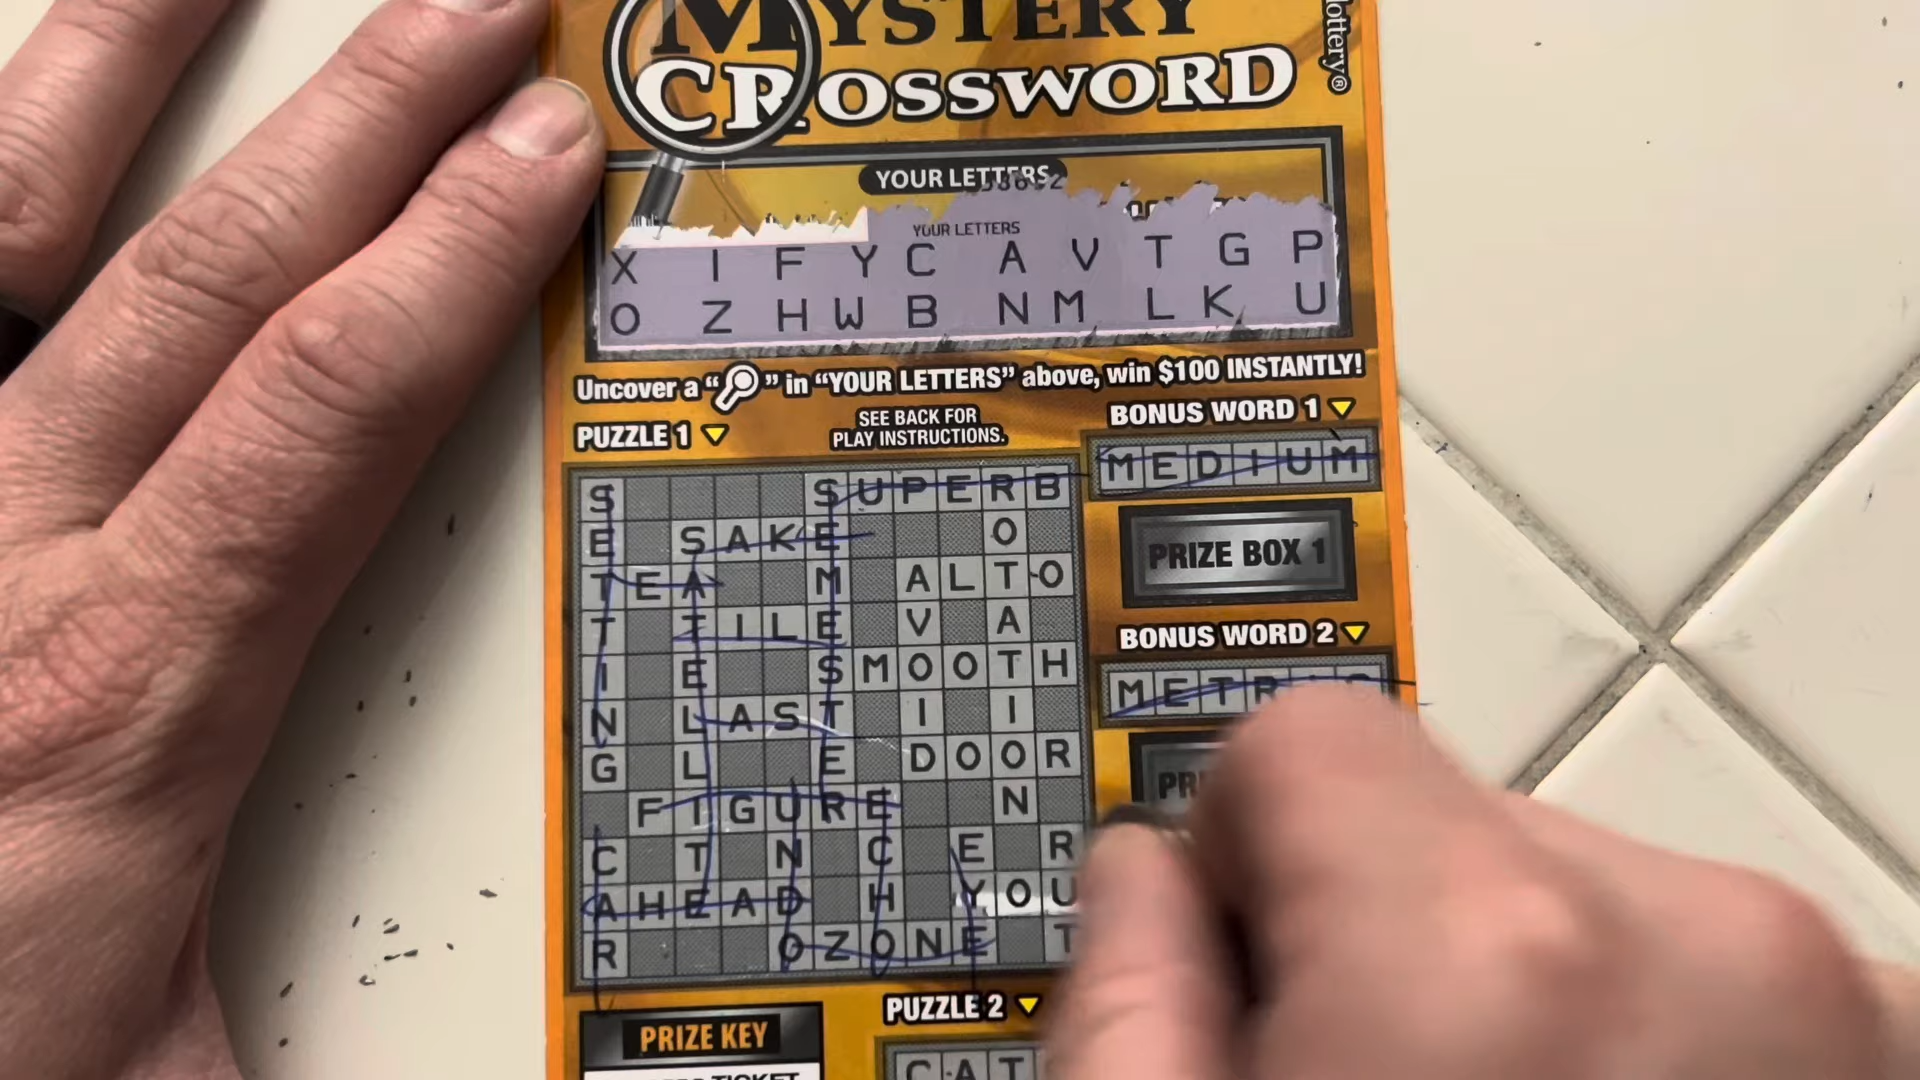 MYSTERY
CROSSWORD
lottery®
YOUR LETTERS
YOUR LETTERS
X I F Y C A V T G P
O Z H W B N M L K U
Uncover a “ ” in “YOUR LETTERS” above, win $100 INSTANTLY!
PUZZLE 1
SEE BACK FOR
PLAY INSTRUCTIONS.
BONUS WORD 1
MEDIUM
PRIZE BOX 1
BONUS WORD 2
S SUPERB
E SAKE O
TEA M ALTO
T TILE V A
I E SMOOTH
N LAST I I
G L E DOOR
FIGURE N
C T N C E R
AHEAD H YOU
R OZONE T
PUZZLE 2
PRIZE KEY
CAT